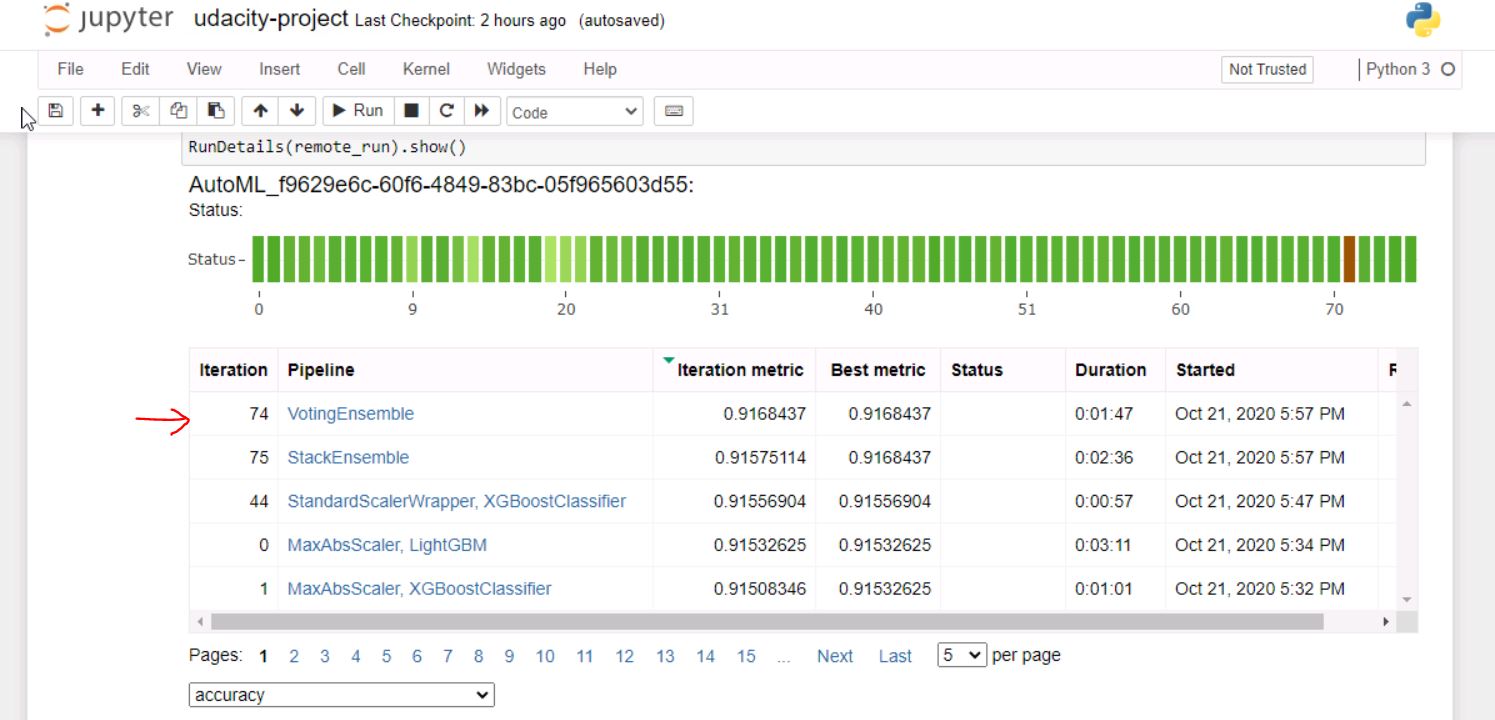 jupyter udacity-project Last Checkpoint: 2 hours ago (autosaved)
File Edit View Insert Cell Kernel Widgets Help Not Trusted Python 3
Run Code
RunDetails(remote_run).show()
AutoML_f9629e6c-60f6-4849-83bc-05f965603d55:
Status:
Status
0 9 20 31 40 51 60 70
Iteration Pipeline Iteration metric Best metric Status Duration Started
74 VotingEnsemble 0.9168437 0.9168437 0:01:47 Oct 21, 2020 5:57 PM
75 StackEnsemble 0.91575114 0.9168437 0:02:36 Oct 21, 2020 5:57 PM
44 StandardScalerWrapper, XGBoostClassifier 0.91556904 0.91556904 0:00:57 Oct 21, 2020 5:47 PM
0 MaxAbsScaler, LightGBM 0.91532625 0.91532625 0:03:11 Oct 21, 2020 5:34 PM
1 MaxAbsScaler, XGBoostClassifier 0.91508346 0.91532625 0:01:01 Oct 21, 2020 5:32 PM
Pages: 1 2 3 4 5 6 7 8 9 10 11 12 13 14 15 ... Next Last 5 per page
accuracy